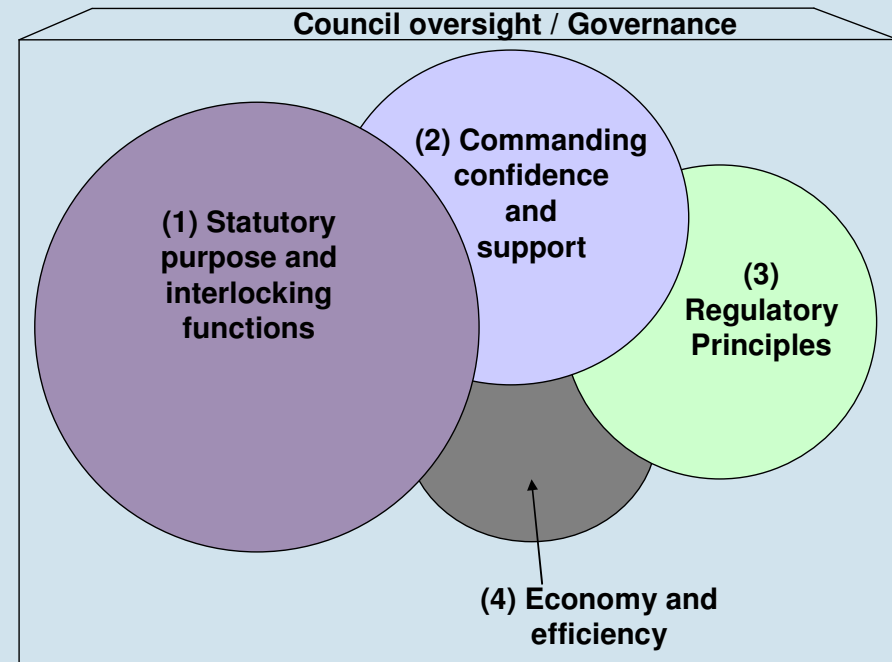 Council oversight / Governance
(2) Commanding
confidence
and
support
(1) Statutory
purpose and
interlocking
functions
(3)
Regulatory
Principles
(4) Economy and
efficiency